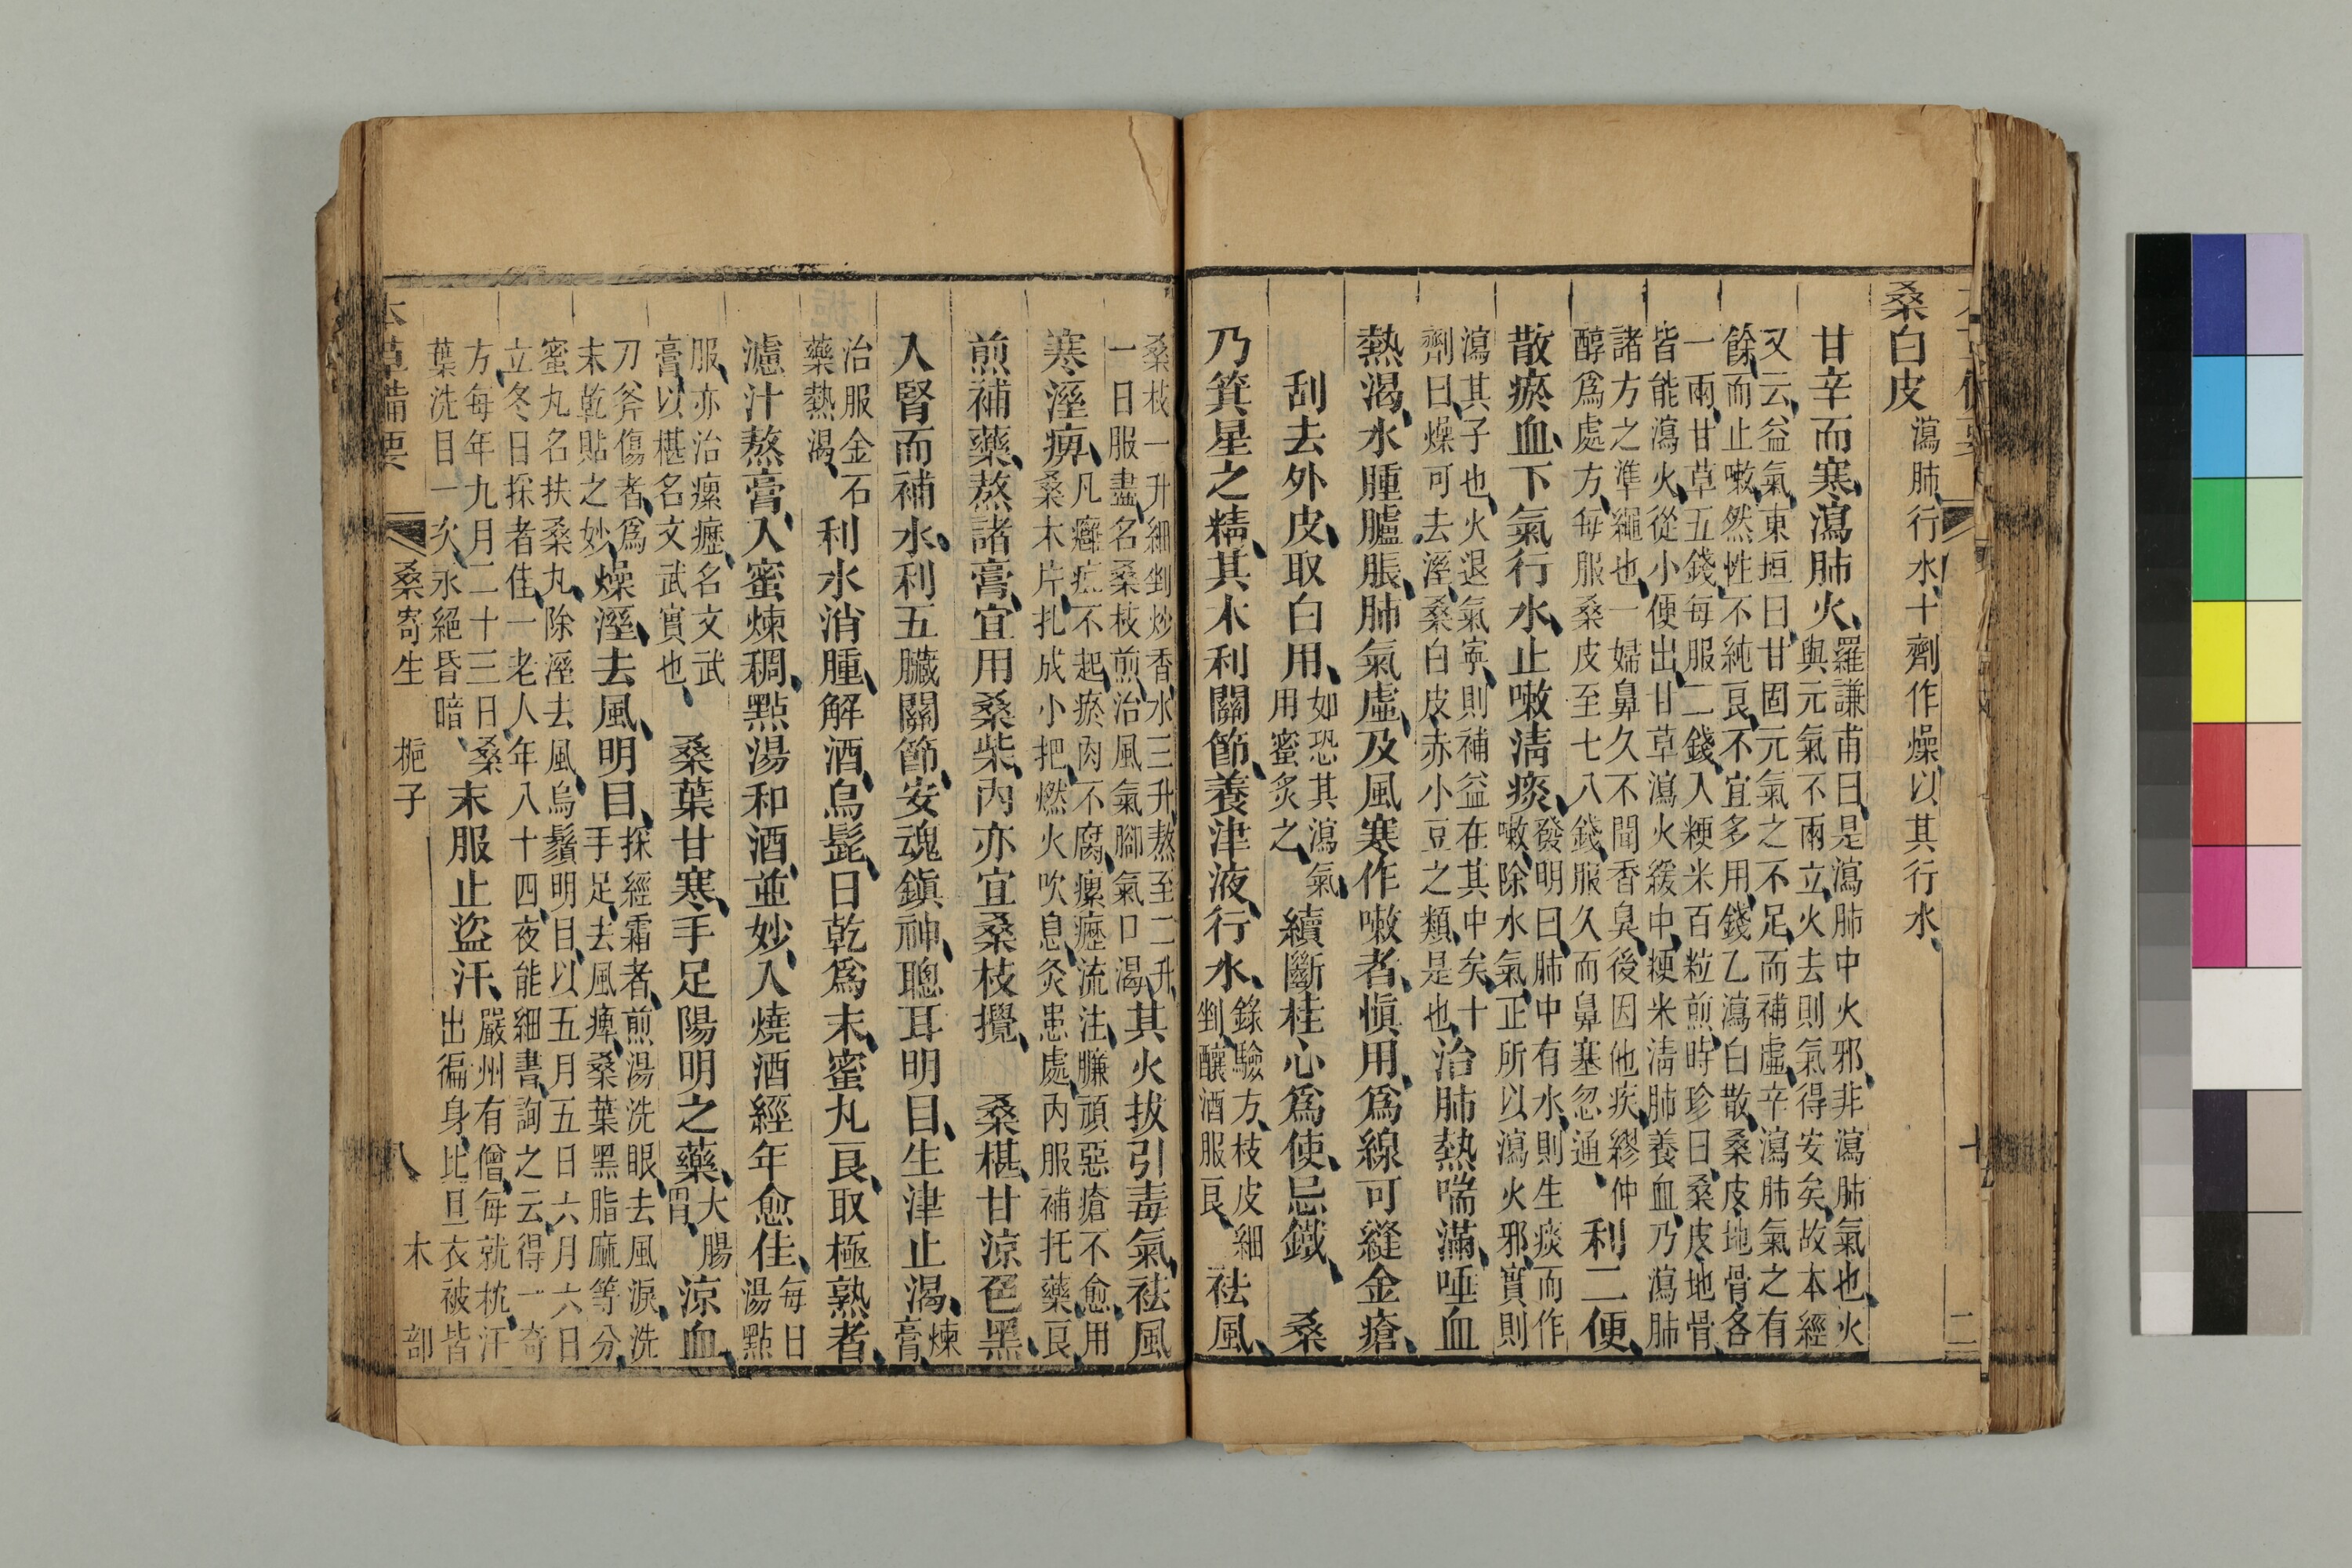 桑白皮瀉肺行水、十劑作燥以其行水、
甘辛而寒、瀉肺火、羅謙甫曰、是瀉肺中火邪、非瀉肺氣也、火
與元氣不兩立、火去則氣得安矣、故本經
又云、益氣、東垣曰、甘固元氣之不足、而補虛、辛瀉肺氣之有
餘、而止嗽、然性不純良、不宜多用、錢乙瀉白散、桑皮、地骨各
一兩、甘草五錢、每服二錢、入粳米百粒煎、時珍曰、桑皮、地骨、
皆能瀉火、從小便出、甘草瀉火緩中、粳米清肺養血、乃瀉肺
諸方之準繩也、一婦鼻久不聞香臭、後因他疾、繆仲
醇為處方、每服桑皮至七八錢、服久而鼻塞忽通、利二便、
散瘀血、下氣行水、止嗽清痰、發明曰、肺中有水、則生痰而作
嗽、除水氣、正所以瀉火邪、實則
瀉其子也、火退氣寧、則補益在其中矣、十
劑曰、燥可去溼、桑白皮、赤小豆之類、是也、治肺熱喘滿、唾血
熱渴、水腫臚脹、肺氣虛、及風寒作嗽者、慎用、為線可縫金瘡、
刮去外皮、取白用、如恐其瀉氣、
用蜜炙之、續斷桂心為使、忌鐵、桑
乃箕星之精、其木利關節、養津液、行水、錄驗方、枝皮細
剉、釀酒服良、祛風、
桑枝一升、細剉炒香、水三升、熬至二升、
一日服盡、名桑枝煎、治風氣腳氣口渴、其火拔引毒氣、祛風
寒溼痹、凡癰疽不起、瘀肉不腐、瘰癧流注、臁頑惡瘡不愈、用
桑木片扎成小把、燃火吹息、灸患處、內服補托藥良、
煎補藥、熬諸膏、宜用桑柴、內亦宜桑枝攪、桑椹甘涼色黑、
入腎而補水、利五臟關節、安魂鎮神、聰耳明目、生津止渴、煉
膏、
治服金石
藥熱渴、利水消腫、解酒、烏髭、日乾為末、蜜丸良、取極熟者、
濾汁熬膏、入蜜煉稠、點湯和酒、並妙、入燒酒經年愈佳、每日
湯點
服、亦治瘰癧、名文武
膏、以椹名文武實也、桑葉甘寒、手足陽明之藥、大腸
胃、涼血、
刀斧傷者、為
末乾貼之妙、燥溼、去風、明目、採經霜者、煎湯洗眼、去風淚、洗
手足、去風痺、桑葉黑脂麻等分、
蜜丸名扶桑丸、除溼去風、烏鬚明目、以五月五日六月六日
立冬日採者佳、一老人年八十四、夜能細書、詢之云、得一奇
方、每年九月二十三日、桑
葉洗目一次、永絕昏暗、末服止盜汗、嚴州有僧、每就枕、汗
出徧身、比旦衣被皆
本草備要
桑寄生
梔子
八
木部